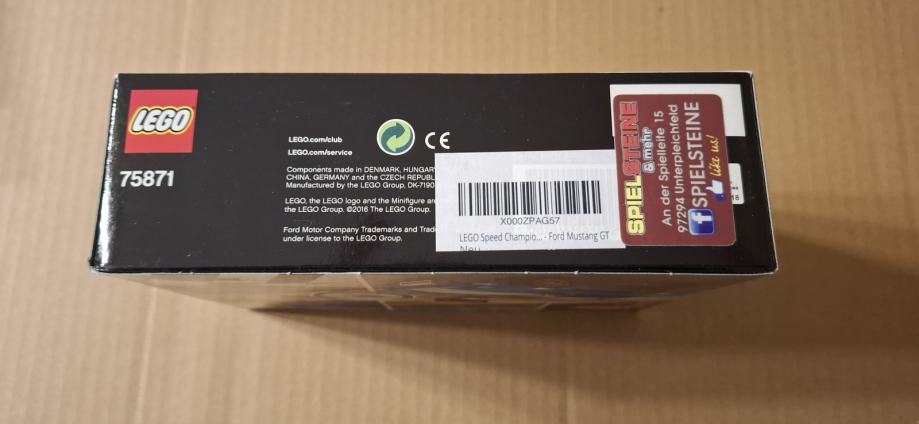 LEGO
75871
LEGO.com/club
LEGO.com/service
CE
Components made in DENMARK, HUNGARY
CHINA, GERMANY and the CZECH REPUBL
Manufactured by the LEGO Group, DK-7190
LEGO, the LEGO logo and the Minifigure are
the LEGO Group. ©2016 The LEGO Group.
Ford Motor Company Trademarks and Trade
under license to the LEGO Group.
X000ZPAG57
LEGO Speed Champio... - Ford Mustang GT
Neu
SPIELSTEINE
& mehr
An der Spielleite 15
97294 Unterpleichfeld
f SPIELSTEINE
like us!